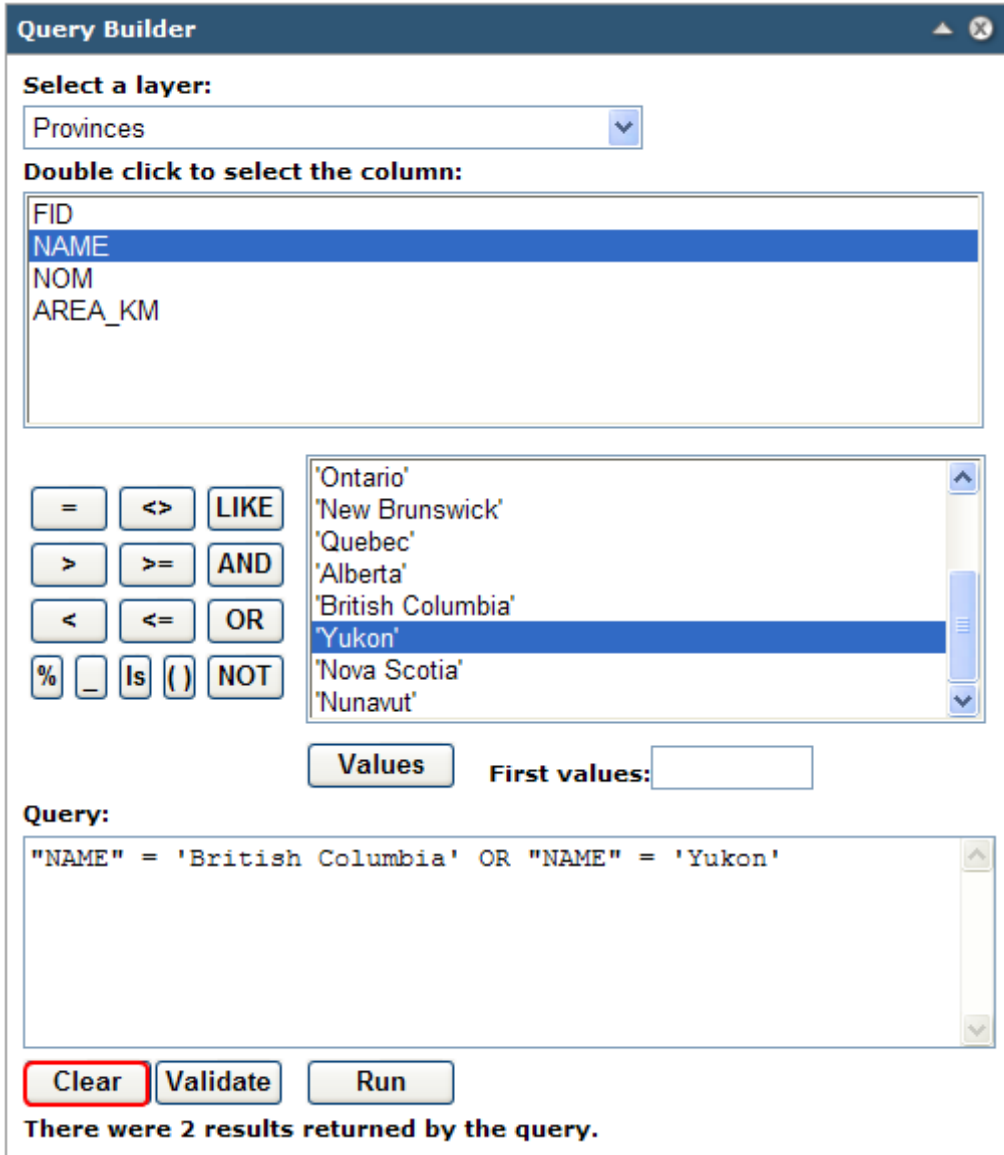 Query Builder
Select a layer:
Provinces
Double click to select the column:
FID
NAME
NOM
AREA_KM
= <> LIKE
> >= AND
< <= OR
% _ Is ( ) NOT
'Ontario'
'New Brunswick'
'Quebec'
'Alberta'
'British Columbia'
'Yukon'
'Nova Scotia'
'Nunavut'
Values First values:
Query:
"NAME" = 'British Columbia' OR "NAME" = 'Yukon'
Clear Validate Run
There were 2 results returned by the query.